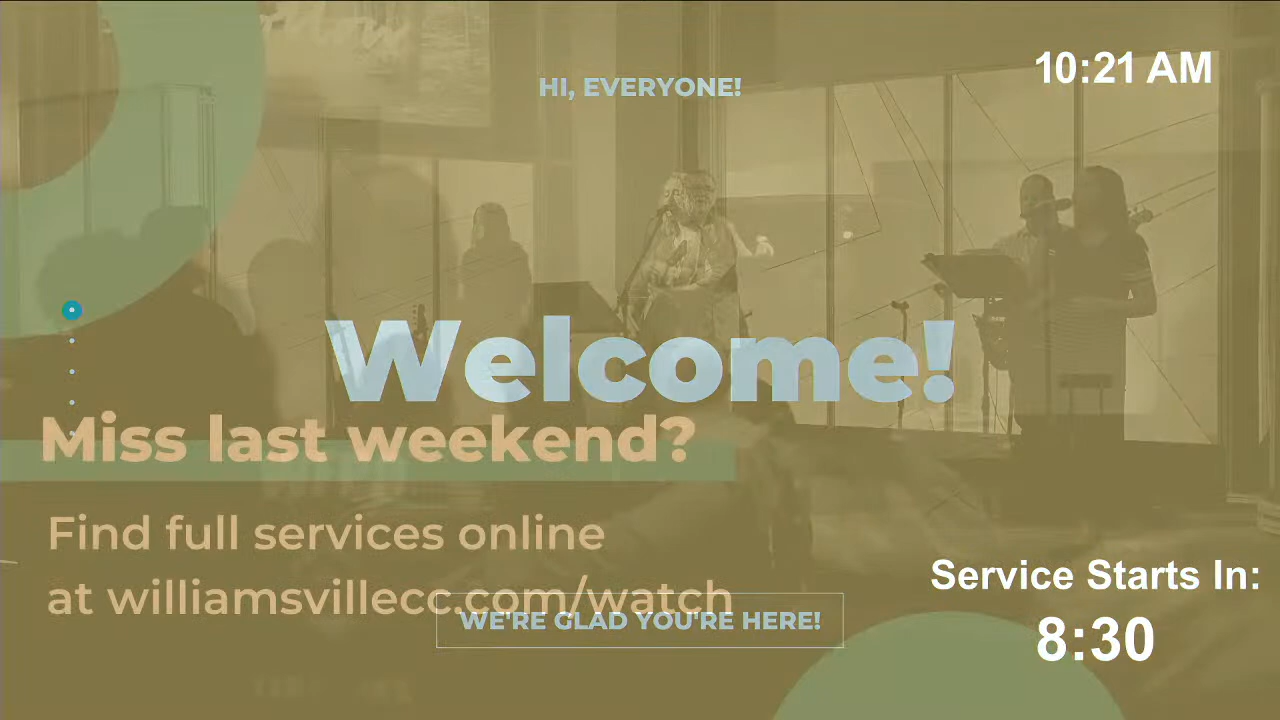 10:21 AM
HI, EVERYONE!
Welcome!
Miss last weekend?
Find full services online
at williamsvillecc.com/watch
WE'RE GLAD YOU'RE HERE!
Service Starts In:
8:30